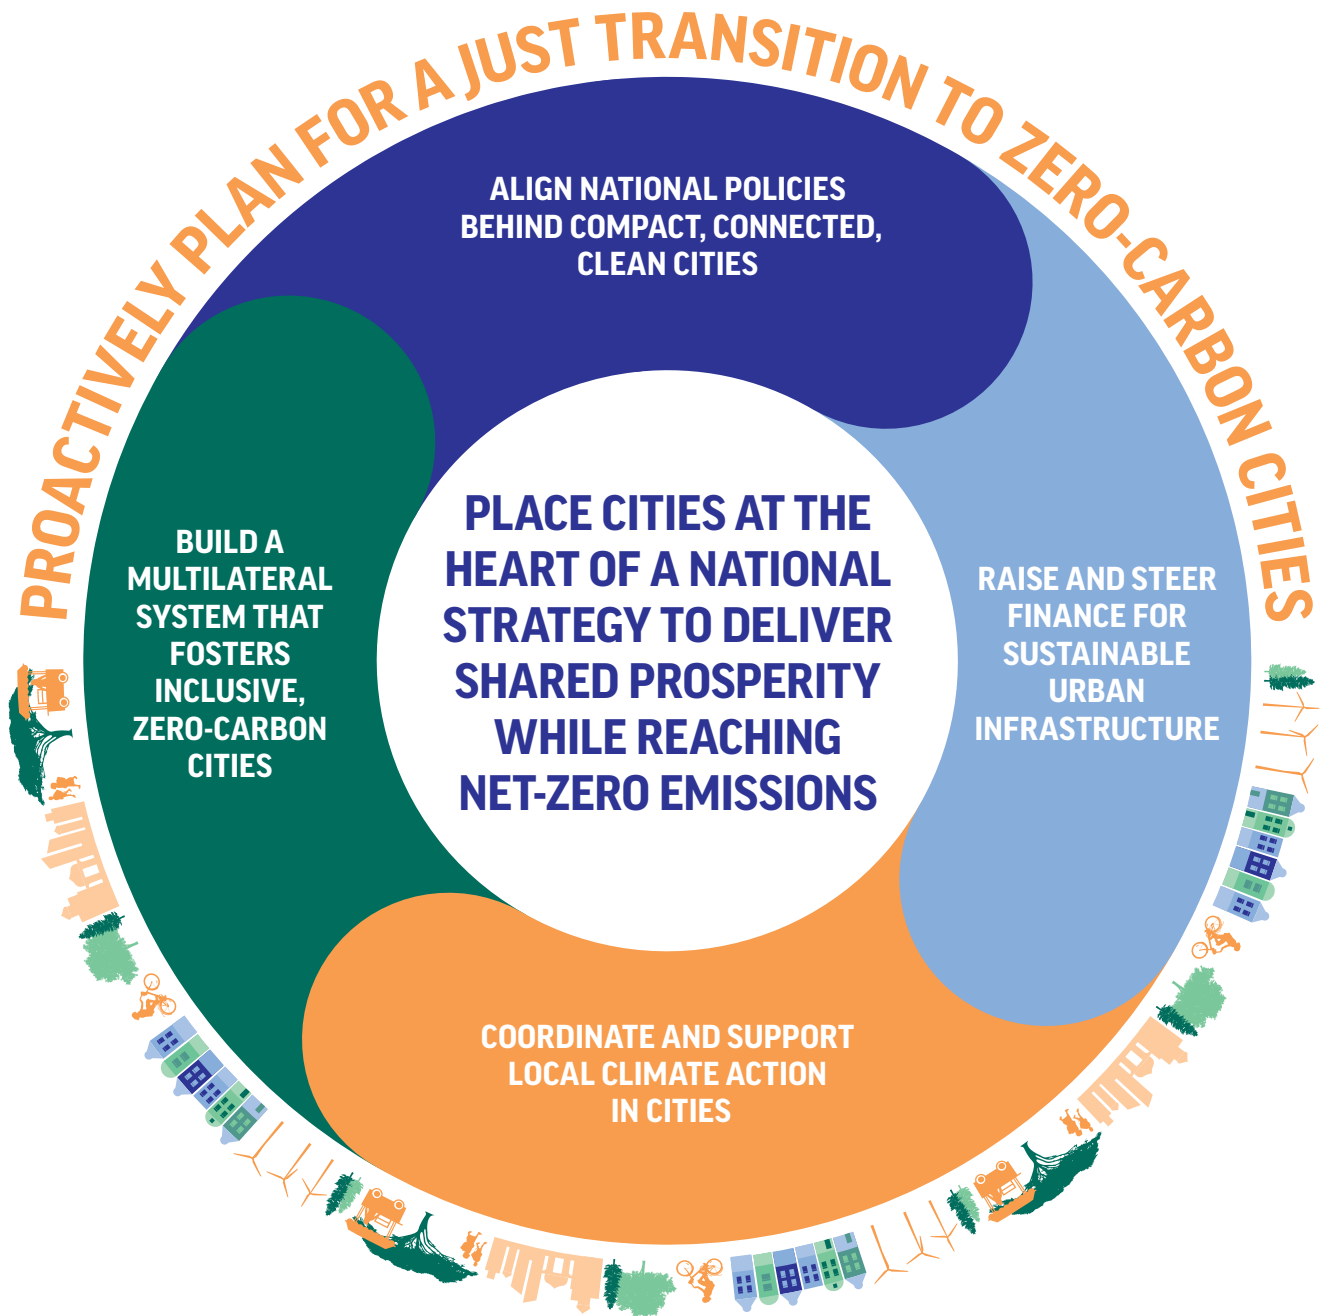 PROACTIVELY PLAN FOR A JUST TRANSITION TO ZERO-CARBON CITIES
ALIGN NATIONAL POLICIES
BEHIND COMPACT, CONNECTED,
CLEAN CITIES
RAISE AND STEER
FINANCE FOR
SUSTAINABLE
URBAN
INFRASTRUCTURE
COORDINATE AND SUPPORT
LOCAL CLIMATE ACTION
IN CITIES
BUILD A
MULTILATERAL
SYSTEM THAT
FOSTERS
INCLUSIVE,
ZERO-CARBON
CITIES
PLACE CITIES AT THE
HEART OF A NATIONAL
STRATEGY TO DELIVER
SHARED PROSPERITY
WHILE REACHING
NET-ZERO EMISSIONS